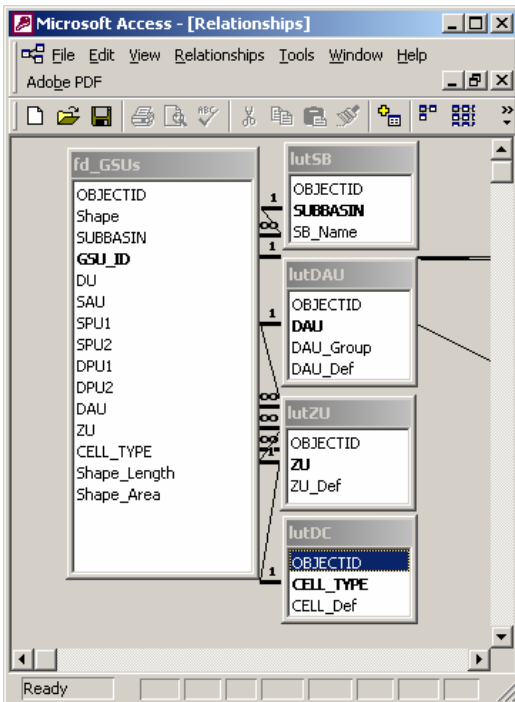 Microsoft Access - [Relationships]
File Edit View Relationships Tools Window Help
Adobe PDF
ABC
fd_GSUs
OBJECTID
Shape
SUBBASIN
GSU_ID
DU
SAU
SPU1
SPU2
DPU1
DPU2
DAU
ZU
CELL_TYPE
Shape_Length
Shape_Area
1
∞
1
1
∞
∞
∞
1
1
lutSB
OBJECTID
SUBBASIN
SB_Name
lutDAU
OBJECTID
DAU
DAU_Group
DAU_Def
lutZU
OBJECTID
ZU
ZU_Def
lutDC
OBJECTID
CELL_TYPE
CELL_Def
Ready